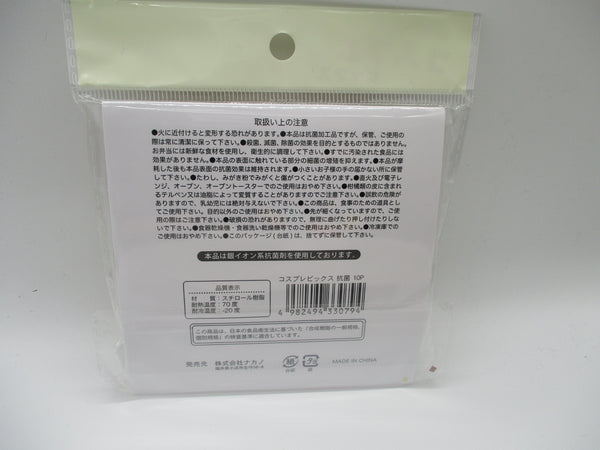 取扱い上の注意
●火に近付けると変形する恐れがあります。●本品は抗菌加工品ですが、保管、ご使用の
際は常に清潔に保って下さい。●殺菌、滅菌、除菌の効果を目的とするものではありません。
お弁当には新鮮な食材を使用し、衛生的に調理して下さい。●すでに汚染された食品には
効果がありません。●本品の表面に触れている部分の細菌の増殖を抑えます。●本品が摩
耗した後も本品表面の抗菌効果は維持されます。●小さいお子様の手の届かない所に保管
して下さい。●たわし、みがき粉でみがくと傷がつくことがあります。●直火及び電子レ
ンジ、オーブン、オーブントースターでのご使用はおやめ下さい。●柑橘類の皮に含まれ
るテルペン又は油脂によって変質することがありますのでご注意下さい。●誤飲の危険が
ありますので、乳幼児には絶対与えないで下さい。●この商品は、食事のための道具とし
てご使用下さい。目的以外のご使用はおやめ下さい。●先が細くなっていますので、ご使
用の際はご注意下さい。●破損の恐れがありますので、無理に曲げたり押し付けたりしな
いで下さい。●食器乾燥機・食器洗い乾燥機等でのご使用はおやめ下さい。●冷凍庫での
ご使用はおやめ下さい。●このパッケージ(台紙)は、捨てずに保管して下さい。
本品は銀イオン系抗菌剤を使用しております。
品質表示
材 質：スチロール樹脂
耐熱温度：70度
耐冷温度：-20度
コスプレピックス 抗菌 10P
4 982494 330794
この商品は、日本の食品衛生法に基づいた「合成樹脂の一般規格、
個別規格」の検査基準に適合しています。
発売元 株式会社ナカノ
紙
台紙
プラ
袋
MADE IN CHINA